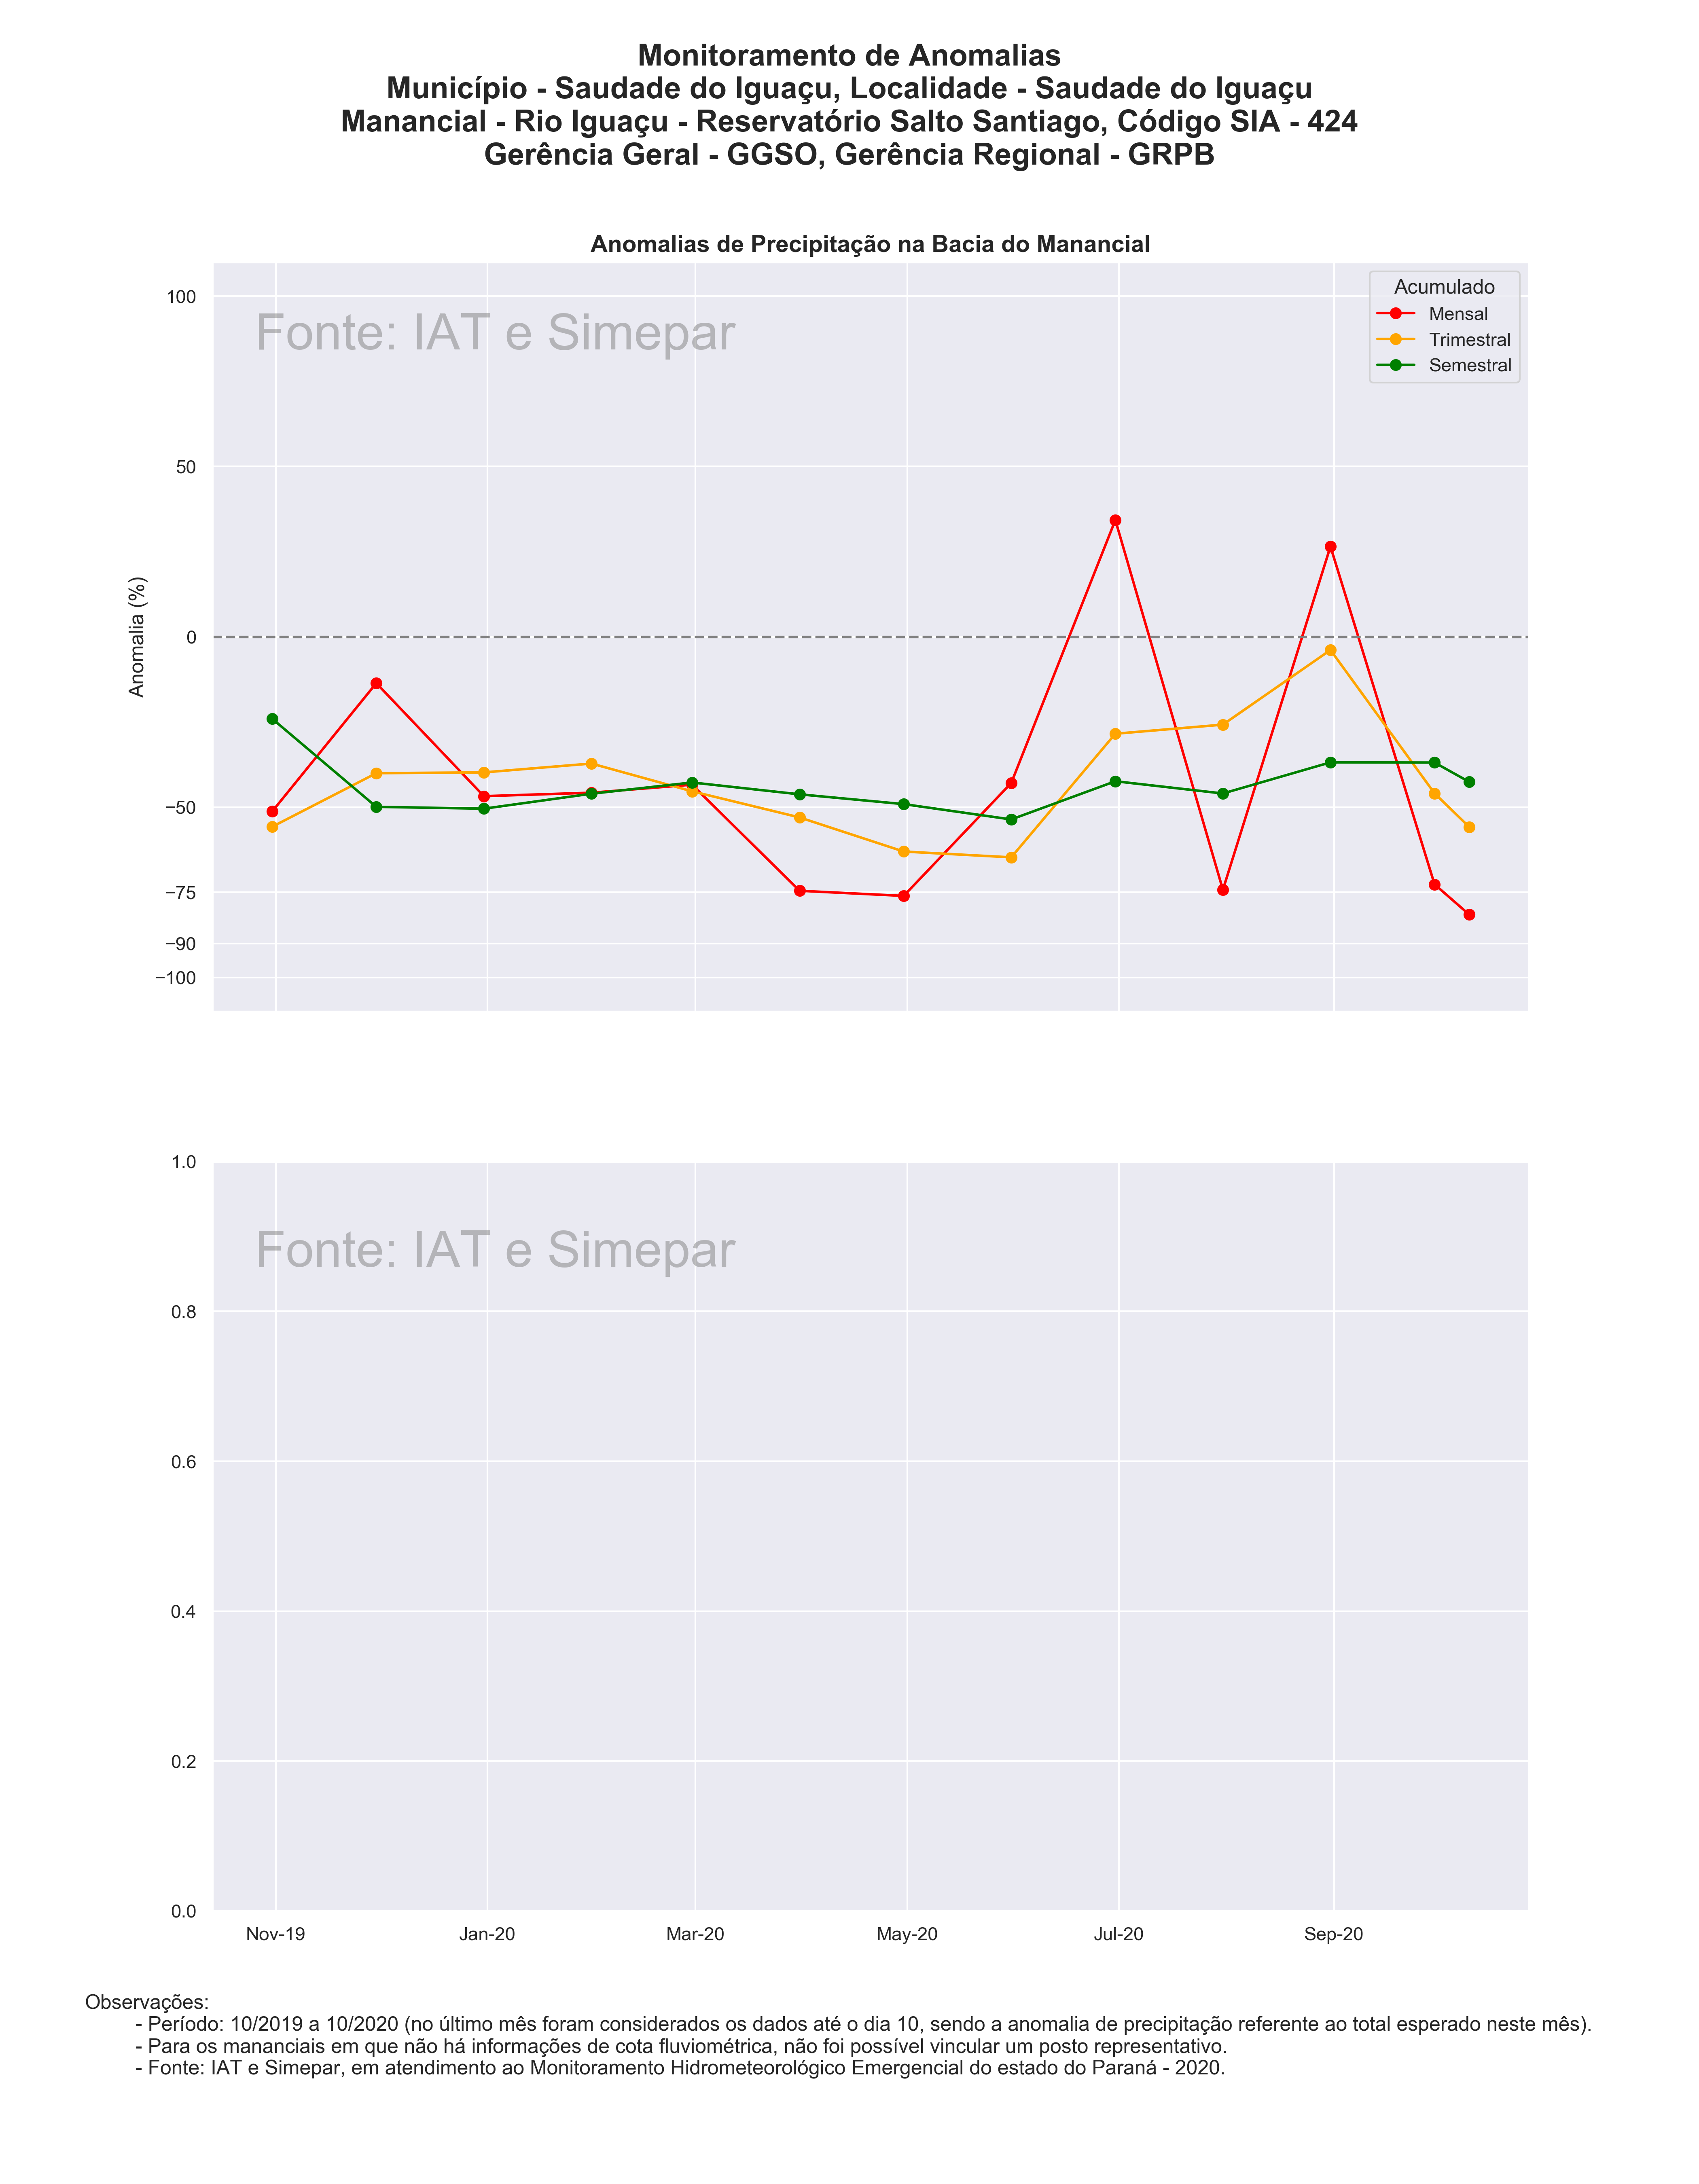 Monitoramento de Anomalias
Município - Saudade do Iguaçu, Localidade - Saudade do Iguaçu
Manancial - Rio Iguaçu - Reservatório Salto Santiago, Código SIA - 424
Gerência Geral - GGSO, Gerência Regional - GRPB
Anomalias de Precipitação na Bacia do Manancial
Fonte: IAT e Simepar
Acumulado
Mensal
Trimestral
Semestral
Anomalia (%)
100
50
0
−50
−75
−90
−100
Fonte: IAT e Simepar
1.0
0.8
0.6
0.4
0.2
0.0
Nov-19 Jan-20 Mar-20 May-20 Jul-20 Sep-20
Observações:
- Período: 10/2019 a 10/2020 (no último mês foram considerados os dados até o dia 10, sendo a anomalia de precipitação referente ao total esperado neste mês).
- Para os mananciais em que não há informações de cota fluviométrica, não foi possível vincular um posto representativo.
- Fonte: IAT e Simepar, em atendimento ao Monitoramento Hidrometeorológico Emergencial do estado do Paraná - 2020.